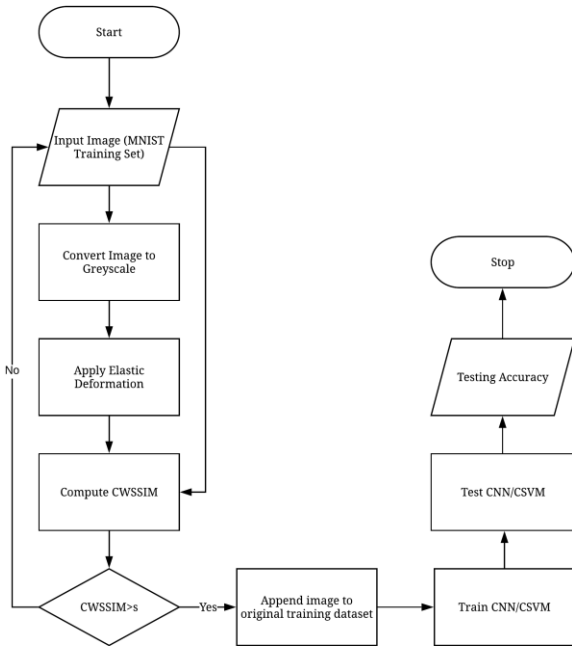 Start
Input Image (MNIST
Training Set)
Convert Image to
Greyscale
Apply Elastic
Deformation
Compute CWSSIM
CWSSIM>s
No
Yes
Append image to
original training dataset
Train CNN/CSVM
Test CNN/CSVM
Testing Accuracy
Stop